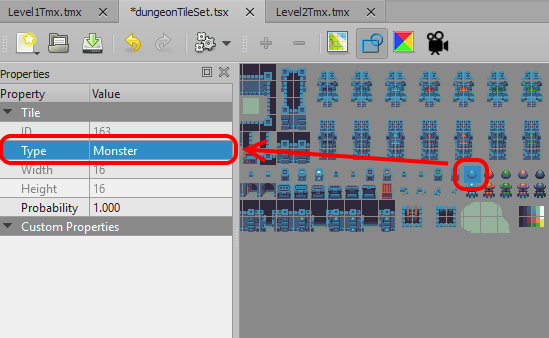 Level1Tmx.tmx
*dungeonTileSet.tsx
Level2Tmx.tmx
Properties
Property Value
Tile
ID 163
Type Monster
Width 16
Height 16
Probability 1.000
Custom Properties